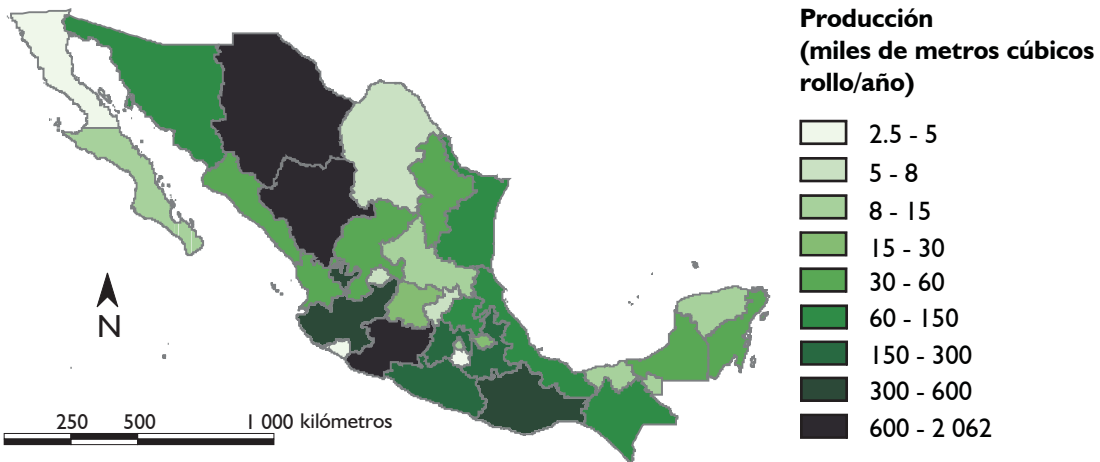 Producción
(miles de metros cúbicos
rollo/año)
2.5 - 5
5 - 8
8 - 15
15 - 30
30 - 60
60 - 150
150 - 300
300 - 600
600 - 2 062
N
250 500 1 000 kilómetros